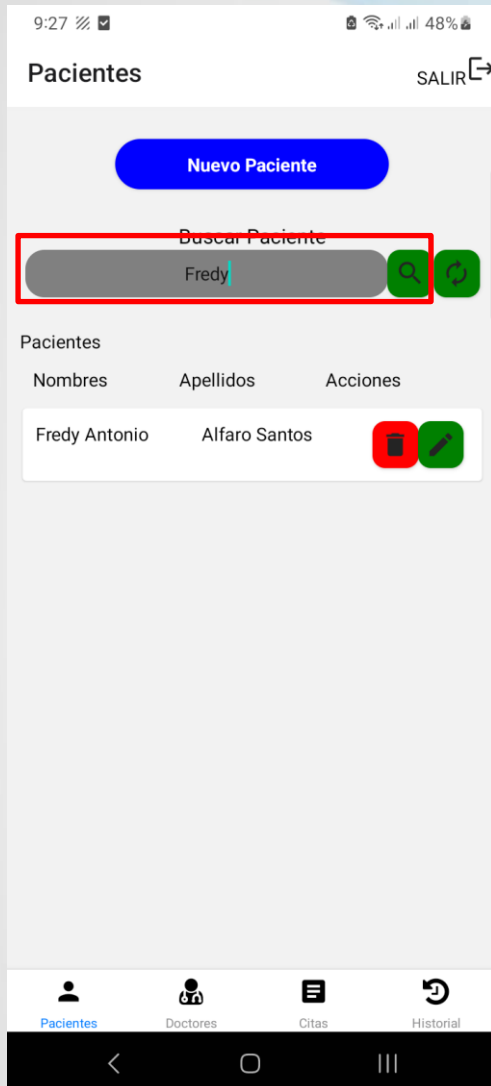 9:27 48%
Pacientes SALIR
Nuevo Paciente
Buscar Paciente
Fredy
Pacientes
Nombres Apellidos Acciones
Fredy Antonio Alfaro Santos
Pacientes Doctores Citas Historial